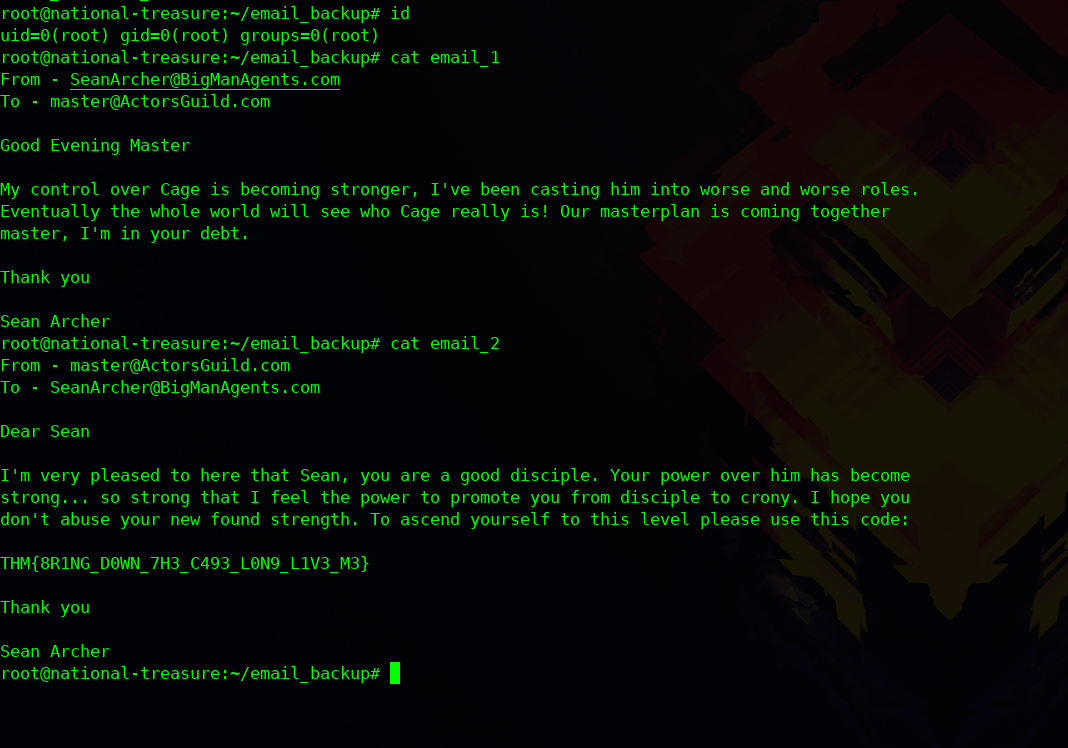 root@national-treasure:~/email_backup# id
uid=0(root) gid=0(root) groups=0(root)
root@national-treasure:~/email_backup# cat email_1
From - SeanArcher@BigManAgents.com
To - master@ActorsGuild.com
Good Evening Master
My control over Cage is becoming stronger, I've been casting him into worse and worse roles.
Eventually the whole world will see who Cage really is! Our masterplan is coming together
master, I'm in your debt.
Thank you
Sean Archer
root@national-treasure:~/email_backup# cat email_2
From - master@ActorsGuild.com
To - SeanArcher@BigManAgents.com
Dear Sean
I'm very pleased to here that Sean, you are a good disciple. Your power over him has become
strong... so strong that I feel the power to promote you from disciple to crony. I hope you
don't abuse your new found strength. To ascend yourself to this level please use this code:
THM{8R1NG_D0WN_7H3_C493_L0N9_L1V3_M3}
Thank you
Sean Archer
root@national-treasure:~/email_backup#